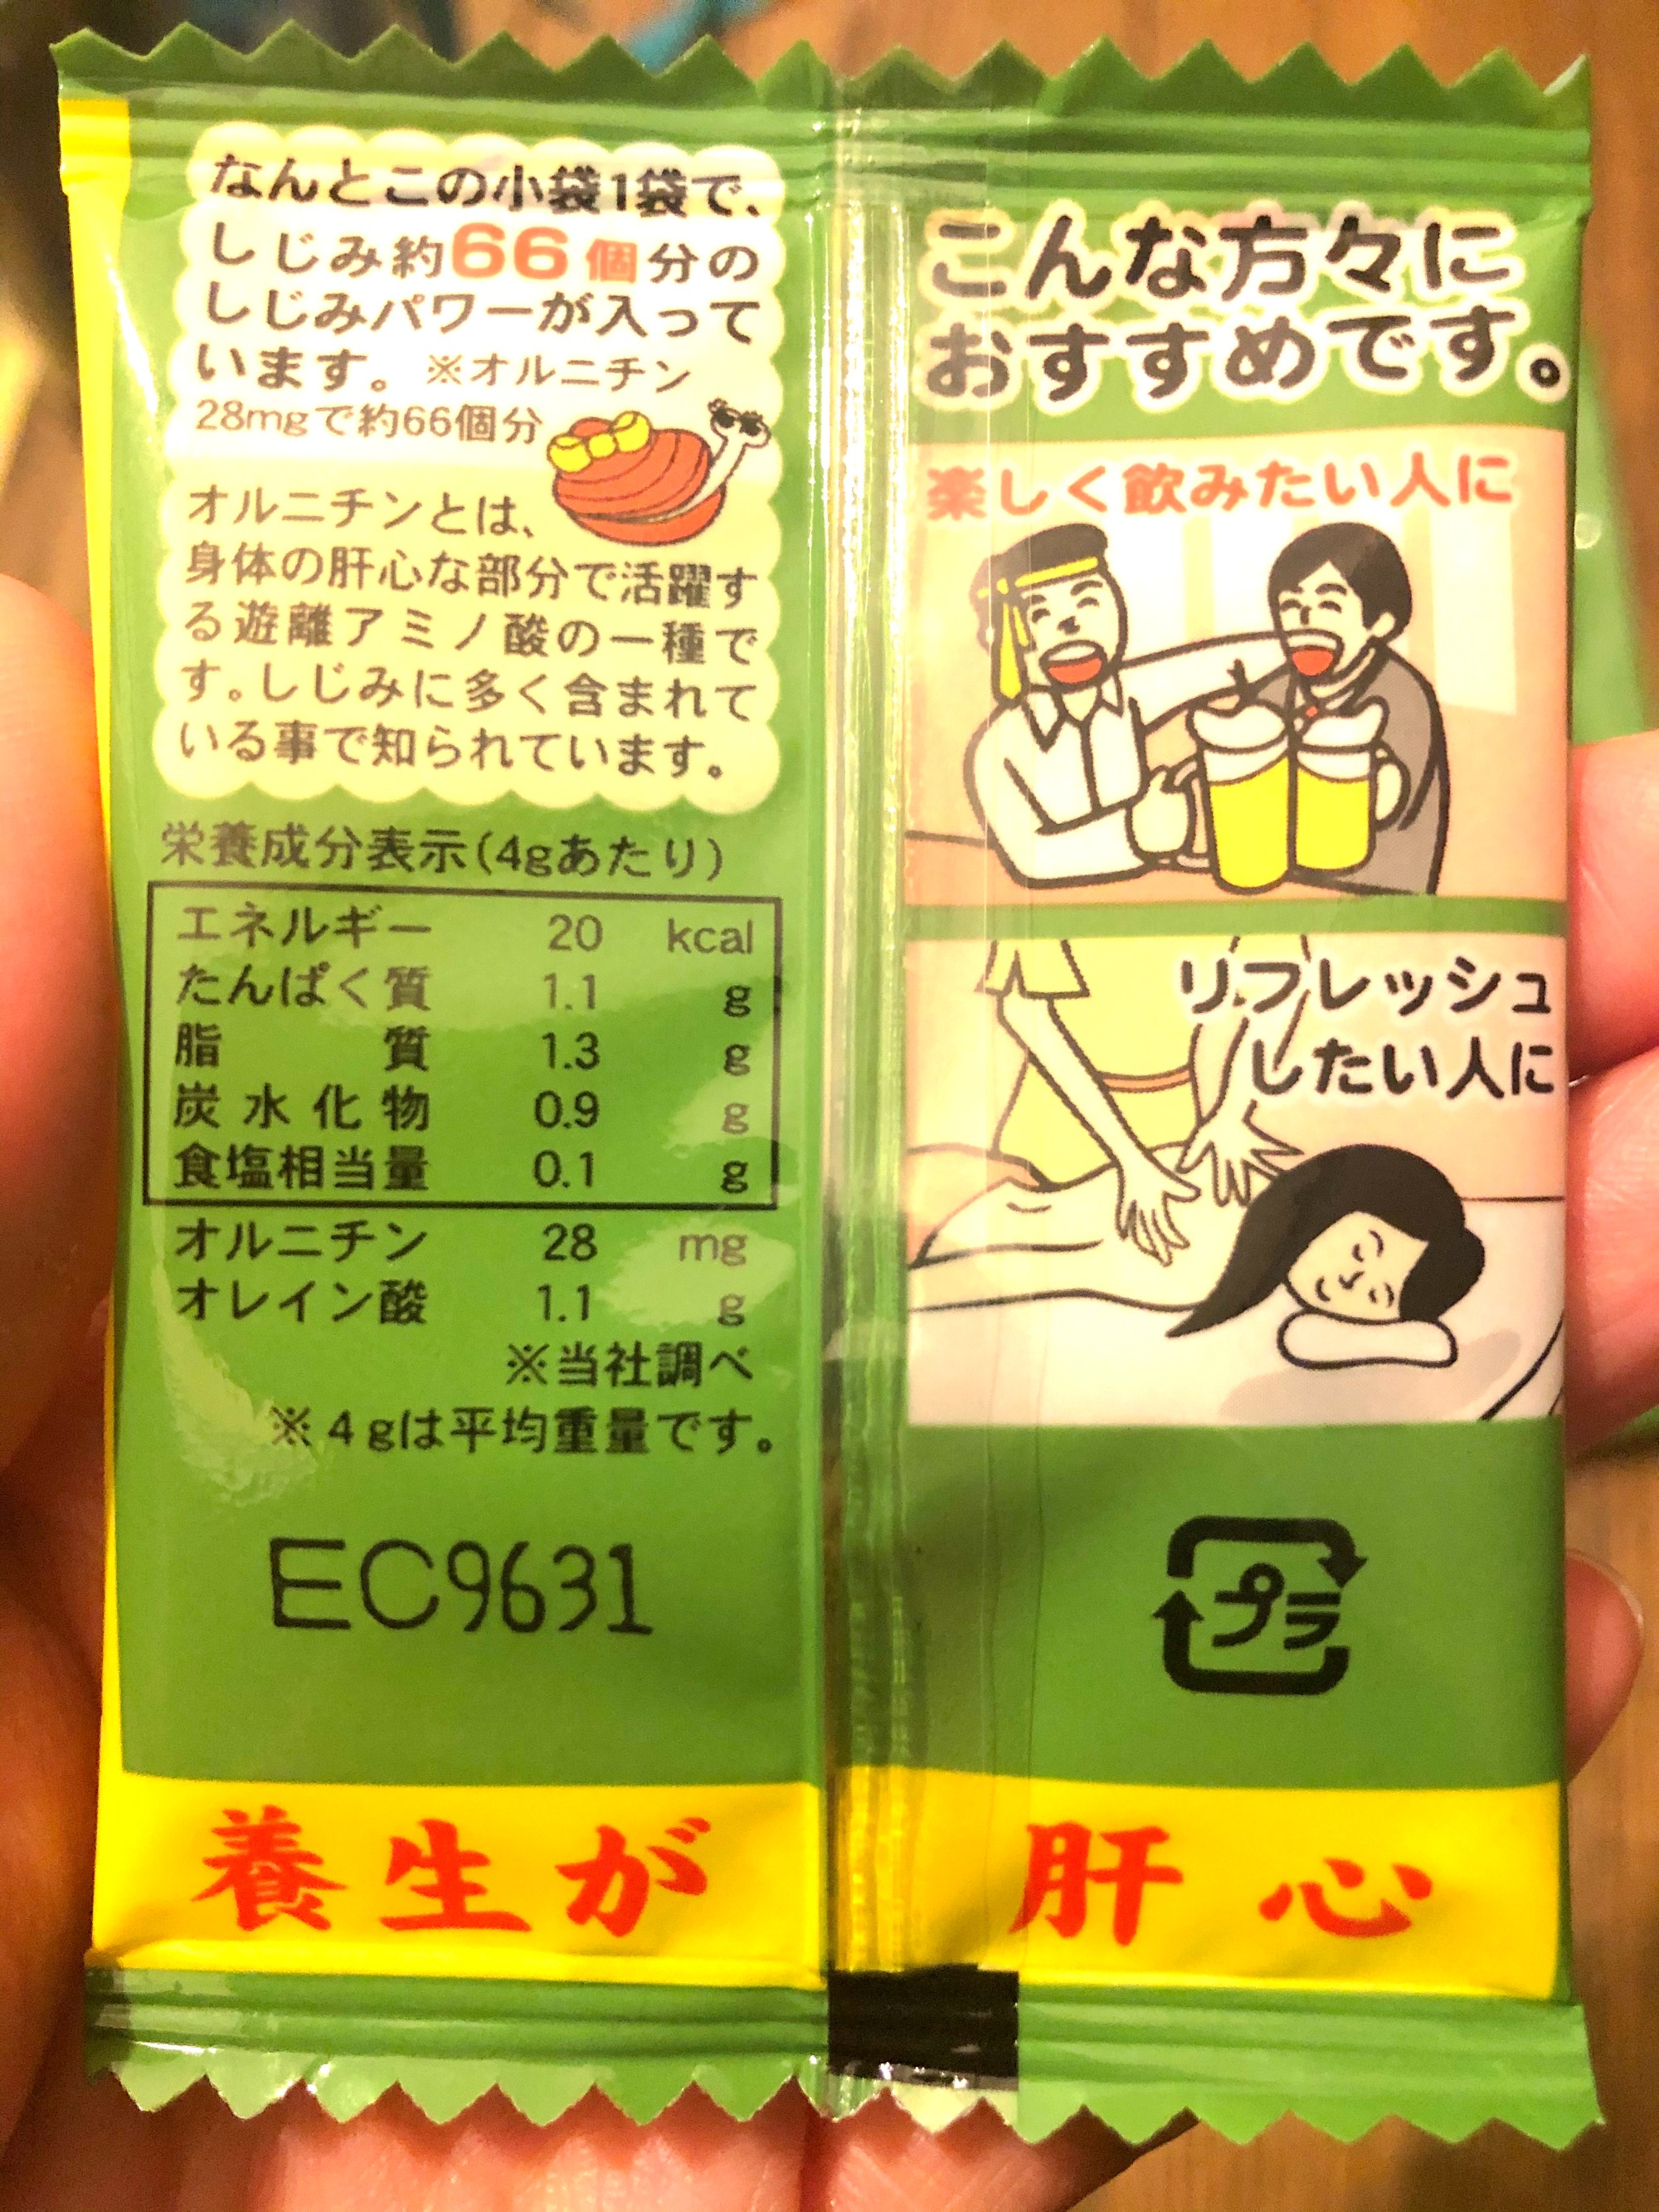 なんとこの小袋1袋で、
しじみ約66個分の
しじみパワーが入って
います。※オルニチン
28mgで約66個分
オルニチンとは、
身体の肝心な部分で活躍す
る遊離アミノ酸の一種で
す。しじみに多く含まれて
いる事で知られています。
栄養成分表示(4gあたり)
エネルギー 20 kcal
たんぱく質 1.1 g
脂質 1.3 g
炭水化物 0.9 g
食塩相当量 0.1 g
オルニチン 28 mg
オレイン酸 1.1 g
※当社調べ
※4gは平均重量です。
EC9631
養生が
こんな方々に
おすすめです。
楽しく飲みたい人に
リフレッシュ
したい人に
プラ
肝心